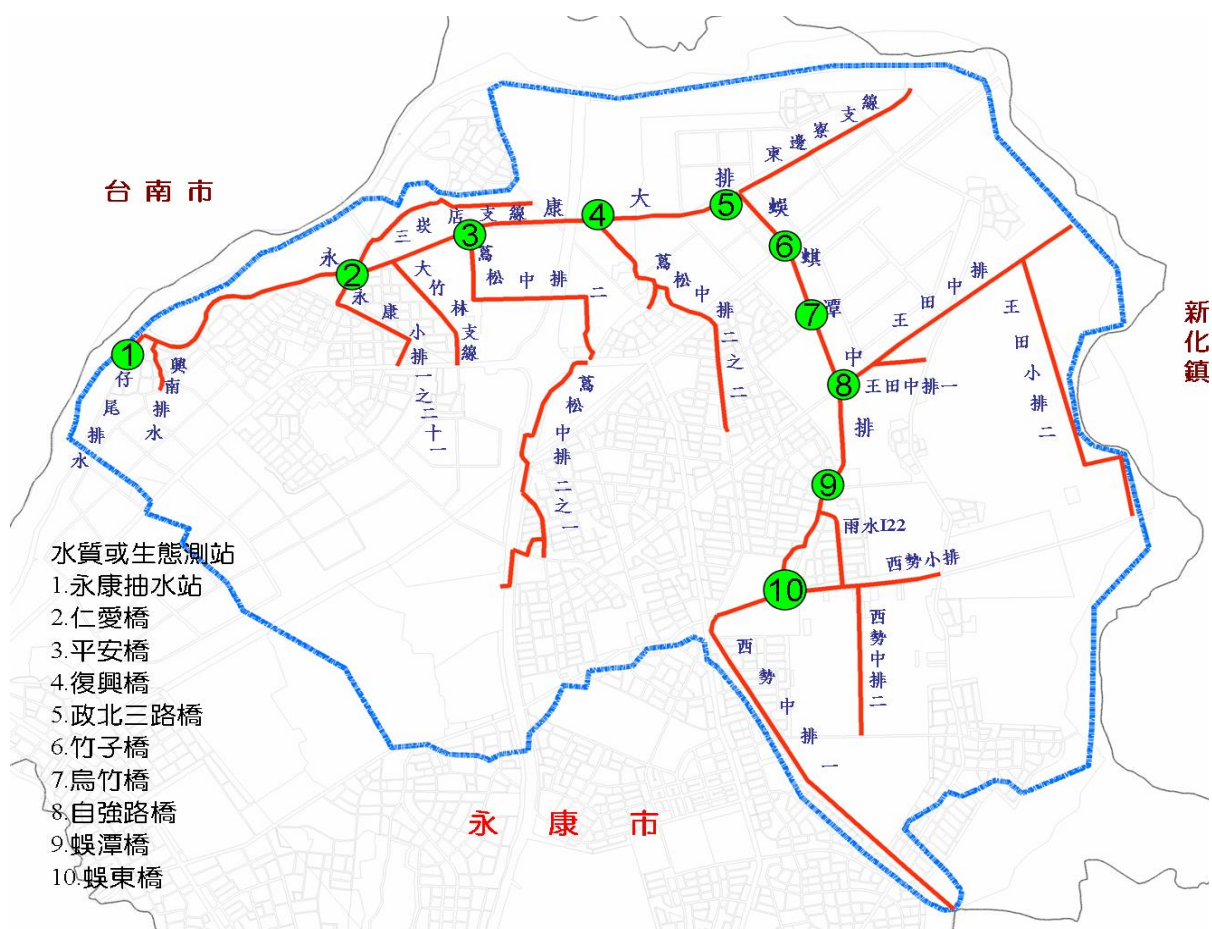 台南市
新化鎮
永康市
東邊寮支線
永康大排
蜈蜞潭中排
三崁店支線
蔦松中排二
蔦松中排二之二
蔦松中排二之一
大竹林支線
永康小排一之二十一
興南排水
仔尾排水
王田中排
王田小排二
王田中排一
雨水I22
西勢小排
西勢中排二
西勢中排一
1
2
3
4
5
6
7
8
9
10
水質或生態測站
1.永康抽水站
2.仁愛橋
3.平安橋
4.復興橋
5.政北三路橋
6.竹子橋
7.烏竹橋
8.自強路橋
9.蜈潭橋
10.蜈東橋